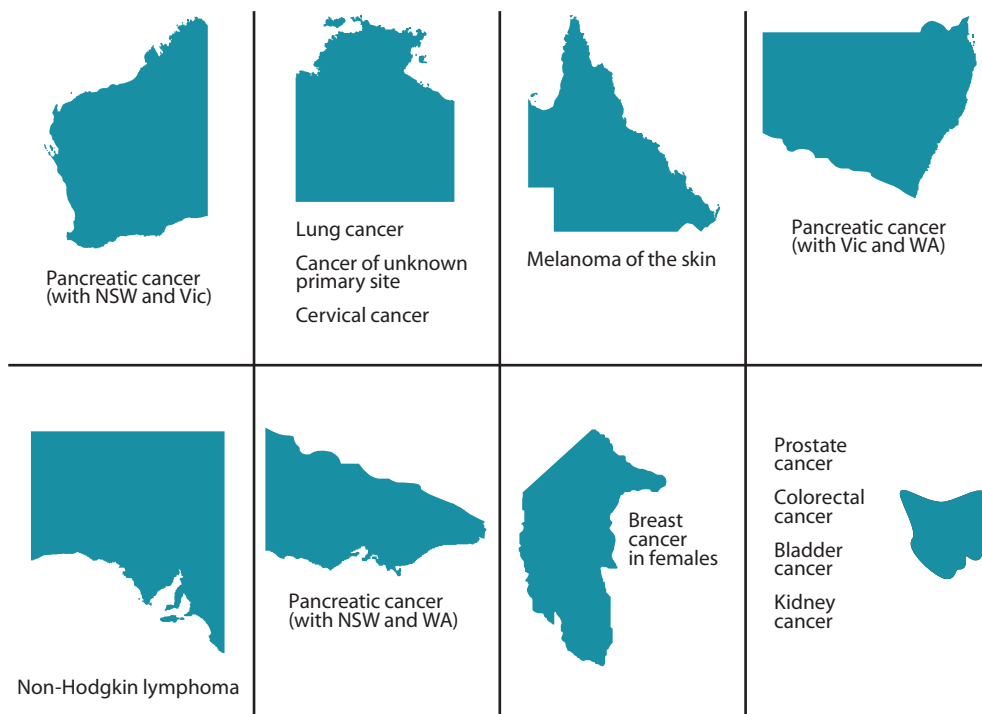 Pancreatic cancer
(with NSW and Vic)
Lung cancer
Cancer of unknown
primary site
Cervical cancer
Melanoma of the skin
Pancreatic cancer
(with Vic and WA)
Non-Hodgkin lymphoma
Pancreatic cancer
(with NSW and WA)
Breast
cancer
in females
Prostate
cancer
Colorectal
cancer
Bladder
cancer
Kidney
cancer